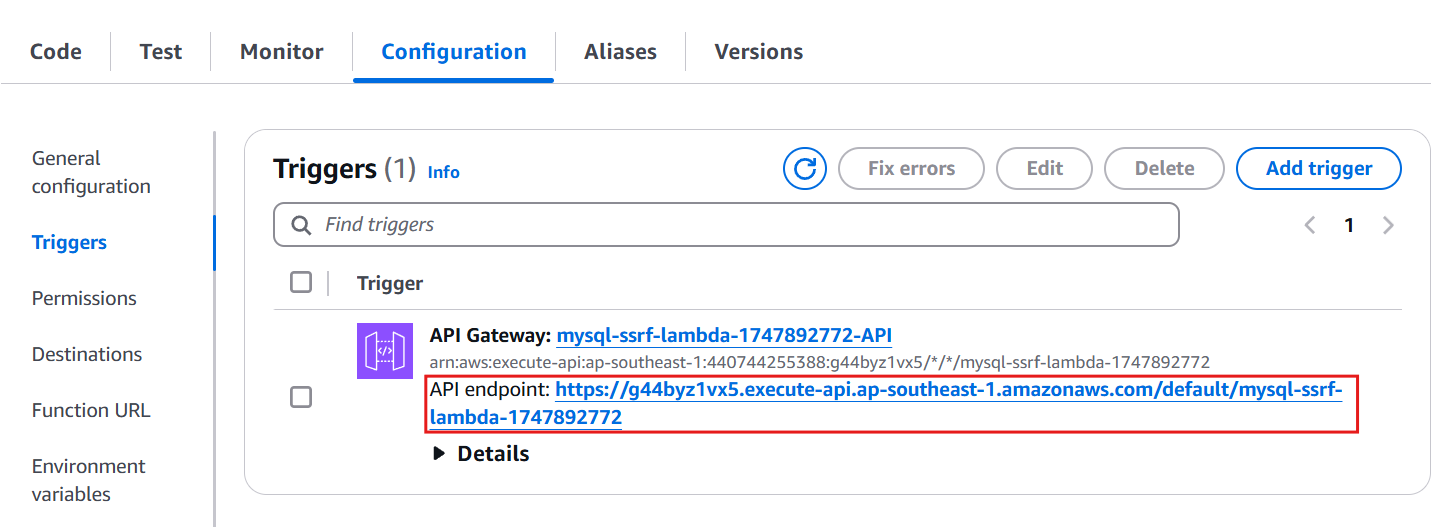 Code Test Monitor Configuration Aliases Versions
General
configuration
Triggers
Permissions
Destinations
Function URL
Environment
variables
Triggers (1) Info
Fix errors Edit Delete Add trigger
Find triggers
1
Trigger
API Gateway: mysql-ssrf-lambda-1747892772-API
arn:aws:execute-api:ap-southeast-1:440744255388:g44byz1vx5/*/*/mysql-ssrf-lambda-1747892772
API endpoint: https://g44byz1vx5.execute-api.ap-southeast-1.amazonaws.com/default/mysql-ssrf-
lambda-1747892772
Details